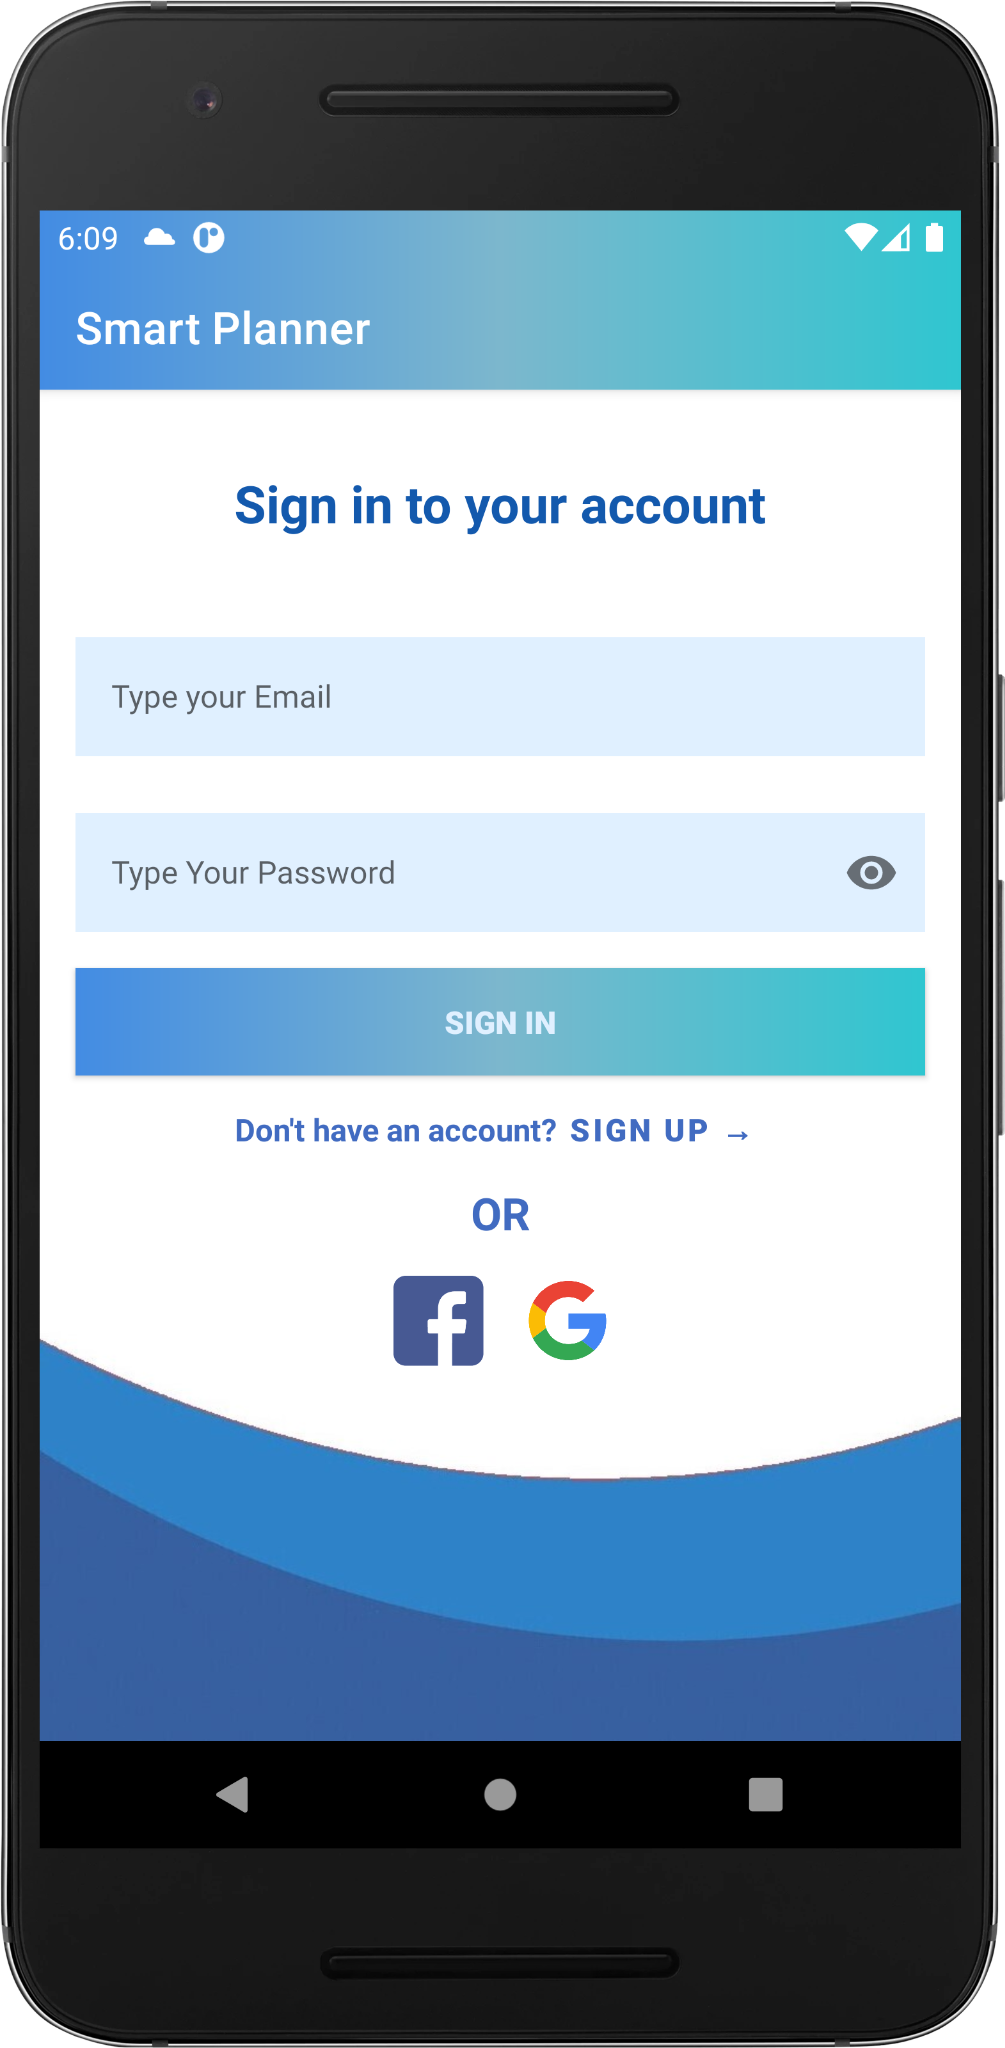 6:09
Smart Planner
Sign in to your account
Type your Email
Type Your Password
SIGN IN
Don't have an account? SIGN UP →
OR